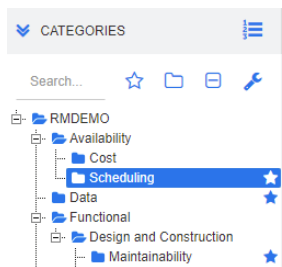 CATEGORIES
Search...
RMDEMO
Availability
Cost
Scheduling
Data
Functional
Design and Construction
Maintainability